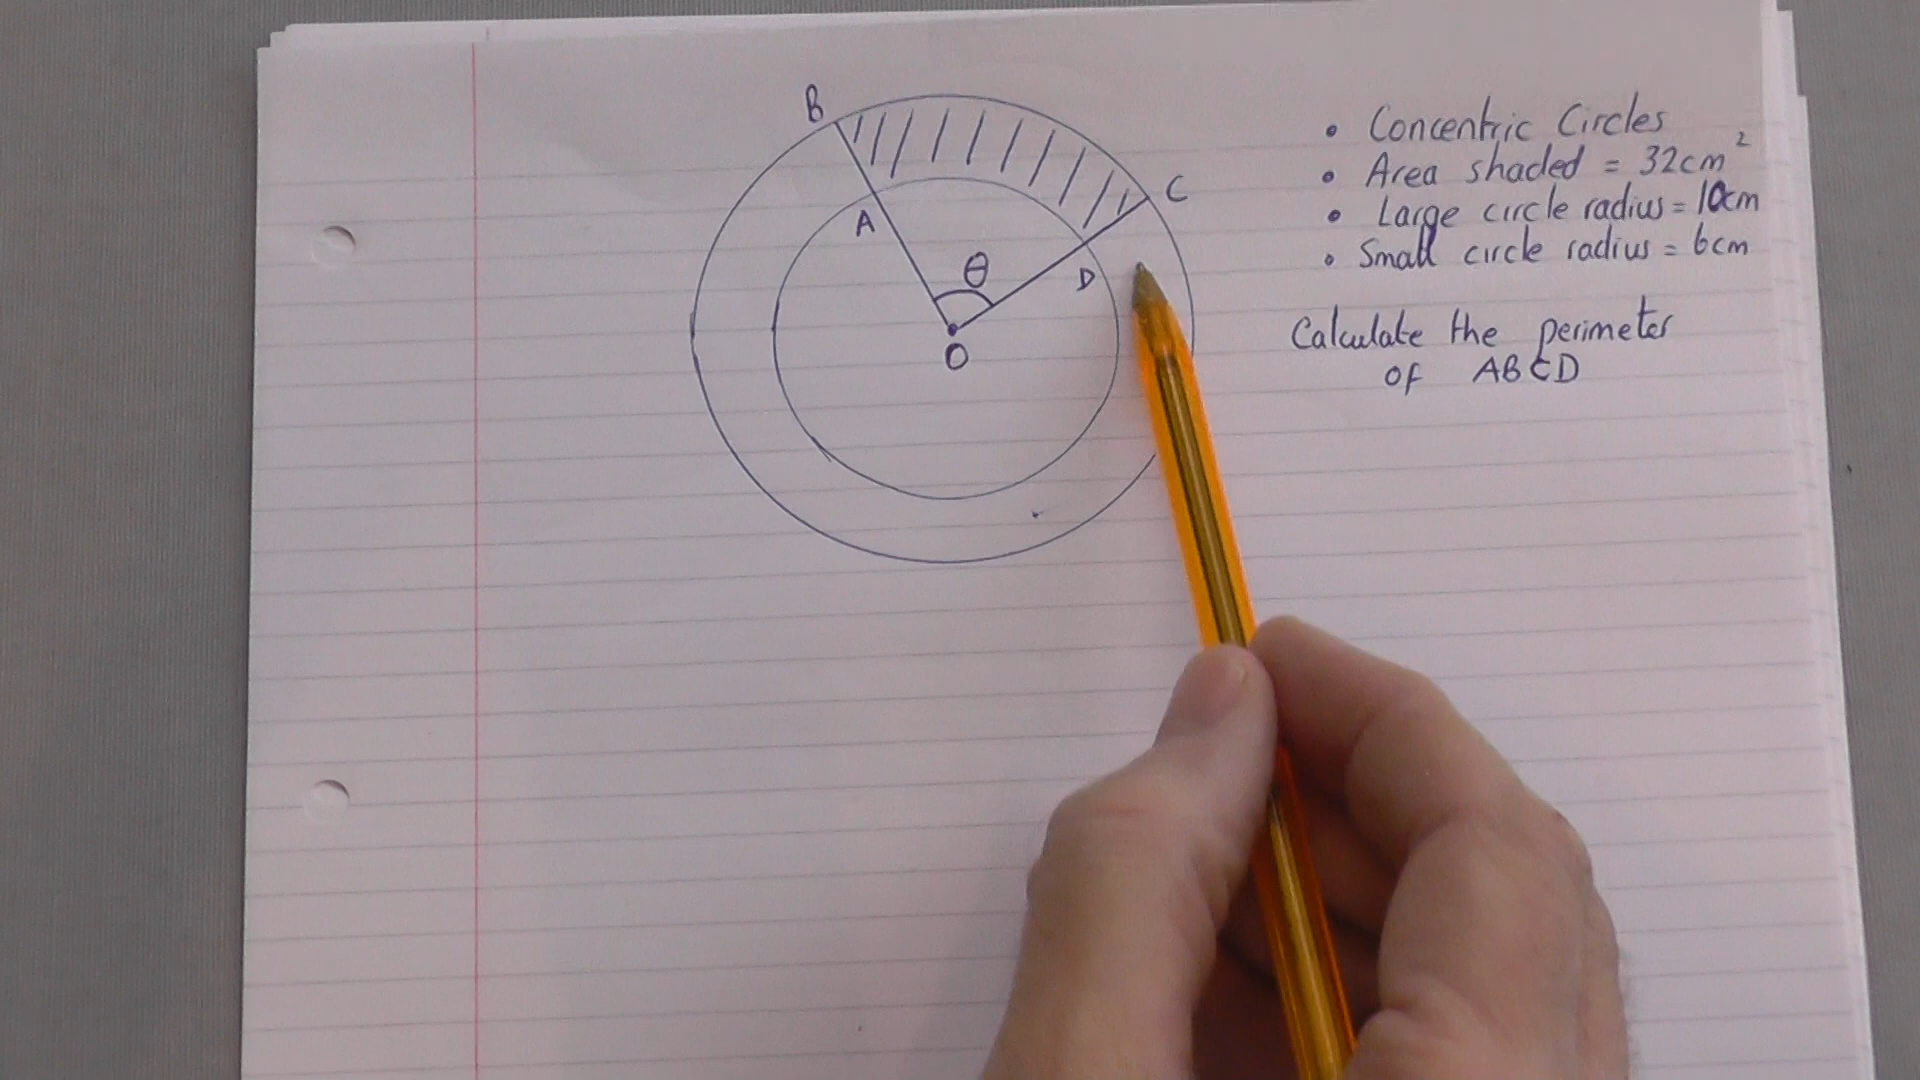 B
C
A
θ
D
O
• Concentric Circles
• Area shaded = 32cm²
• Large circle radius = 10cm
• Small circle radius = 6cm
Calculate the perimeter
of ABCD